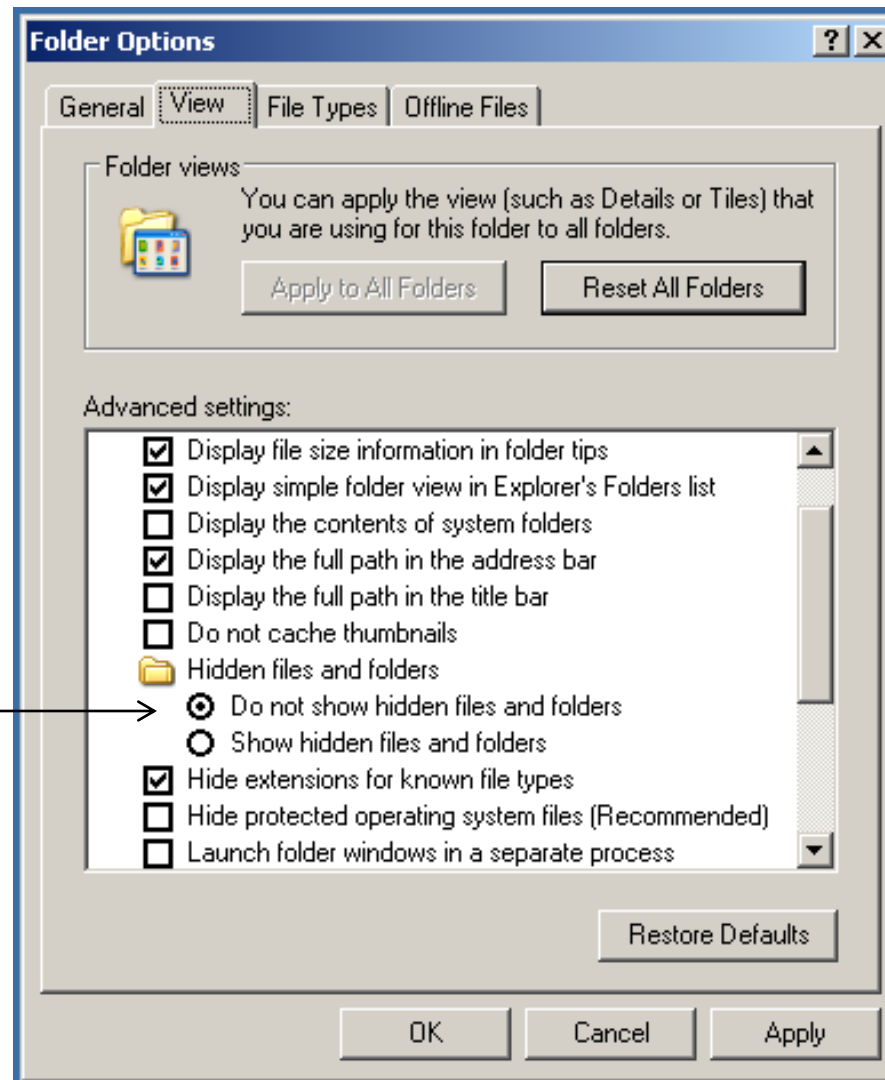 Folder Options
General View File Types Offline Files
Folder views
You can apply the view (such as Details or Tiles) that
you are using for this folder to all folders.
Apply to All Folders Reset All Folders
Advanced settings:
Display file size information in folder tips
Display simple folder view in Explorer's Folders list
Display the contents of system folders
Display the full path in the address bar
Display the full path in the title bar
Do not cache thumbnails
Hidden files and folders
Do not show hidden files and folders
Show hidden files and folders
Hide extensions for known file types
Hide protected operating system files (Recommended)
Launch folder windows in a separate process
Restore Defaults
OK Cancel Apply